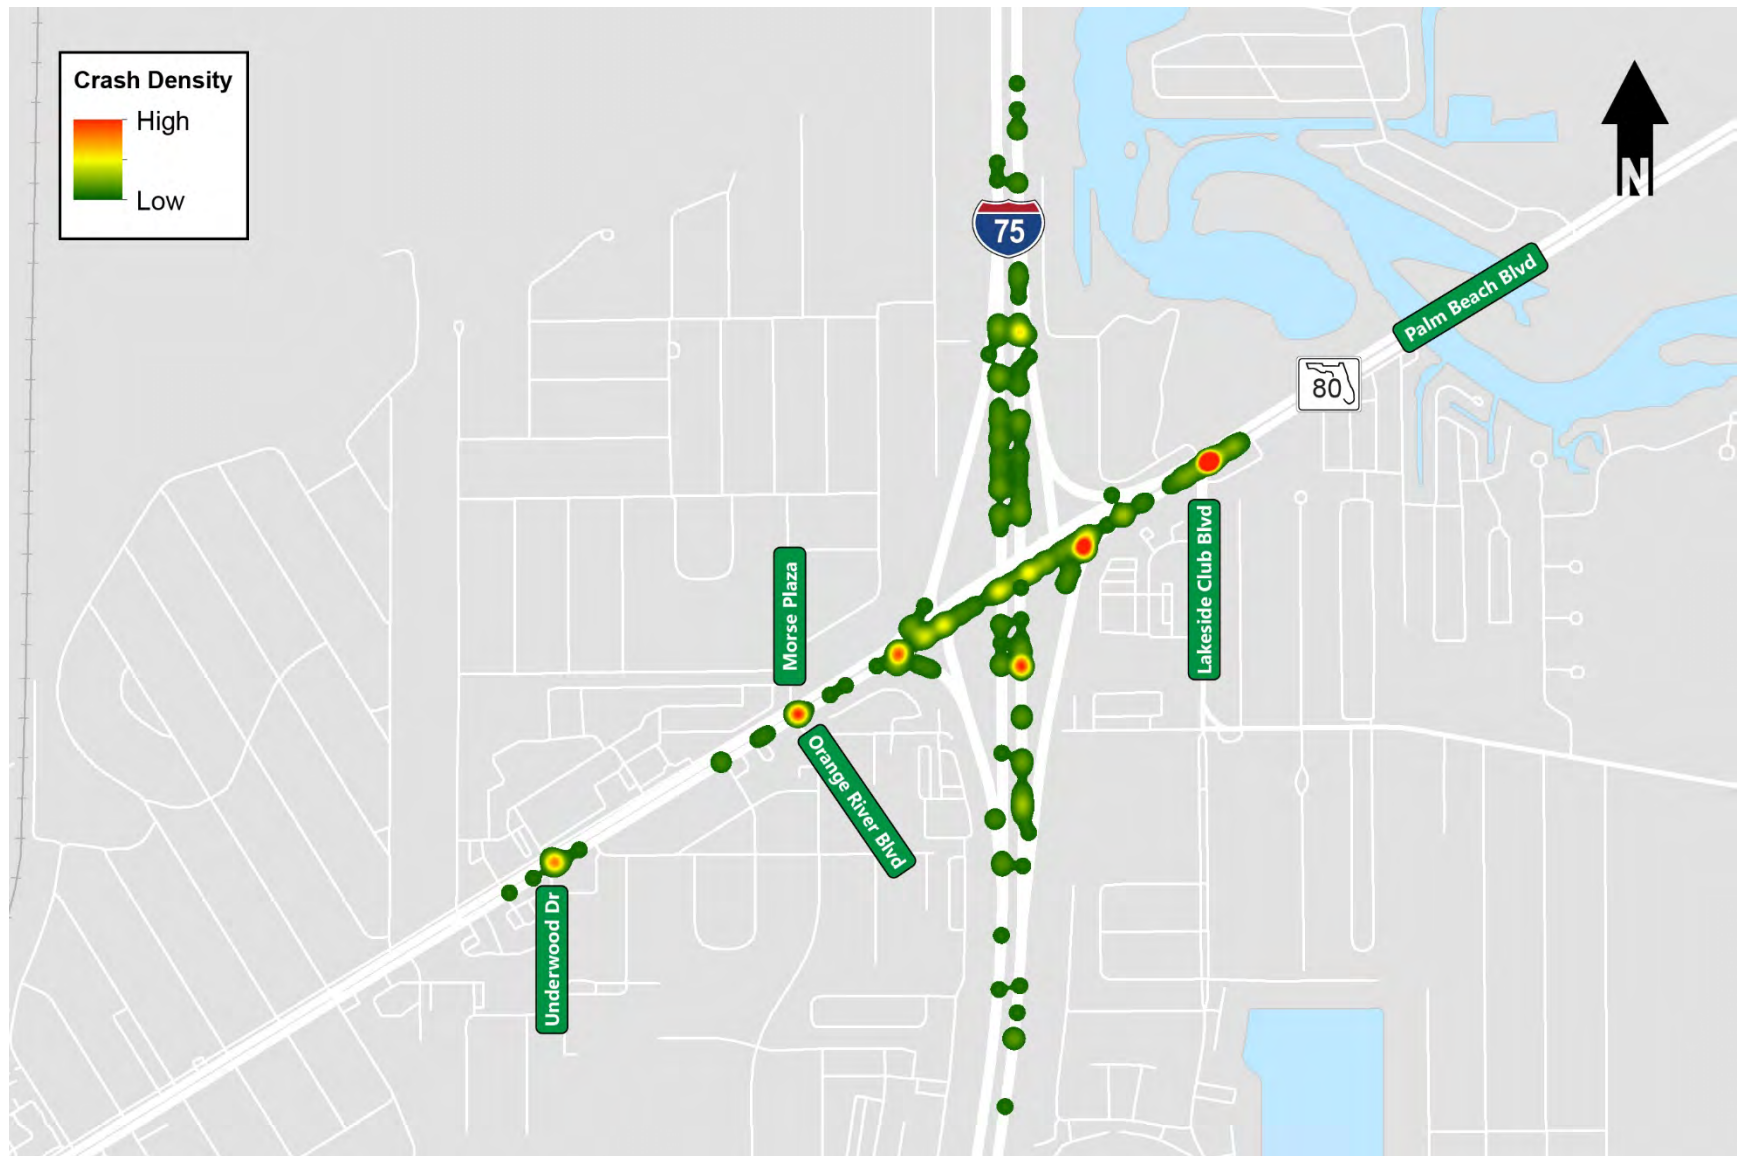 Crash Density
High
Low
N
75
Palm Beach Blvd
80
Lakeside Club Blvd
Morse Plaza
Orange River Blvd
Underwood Dr